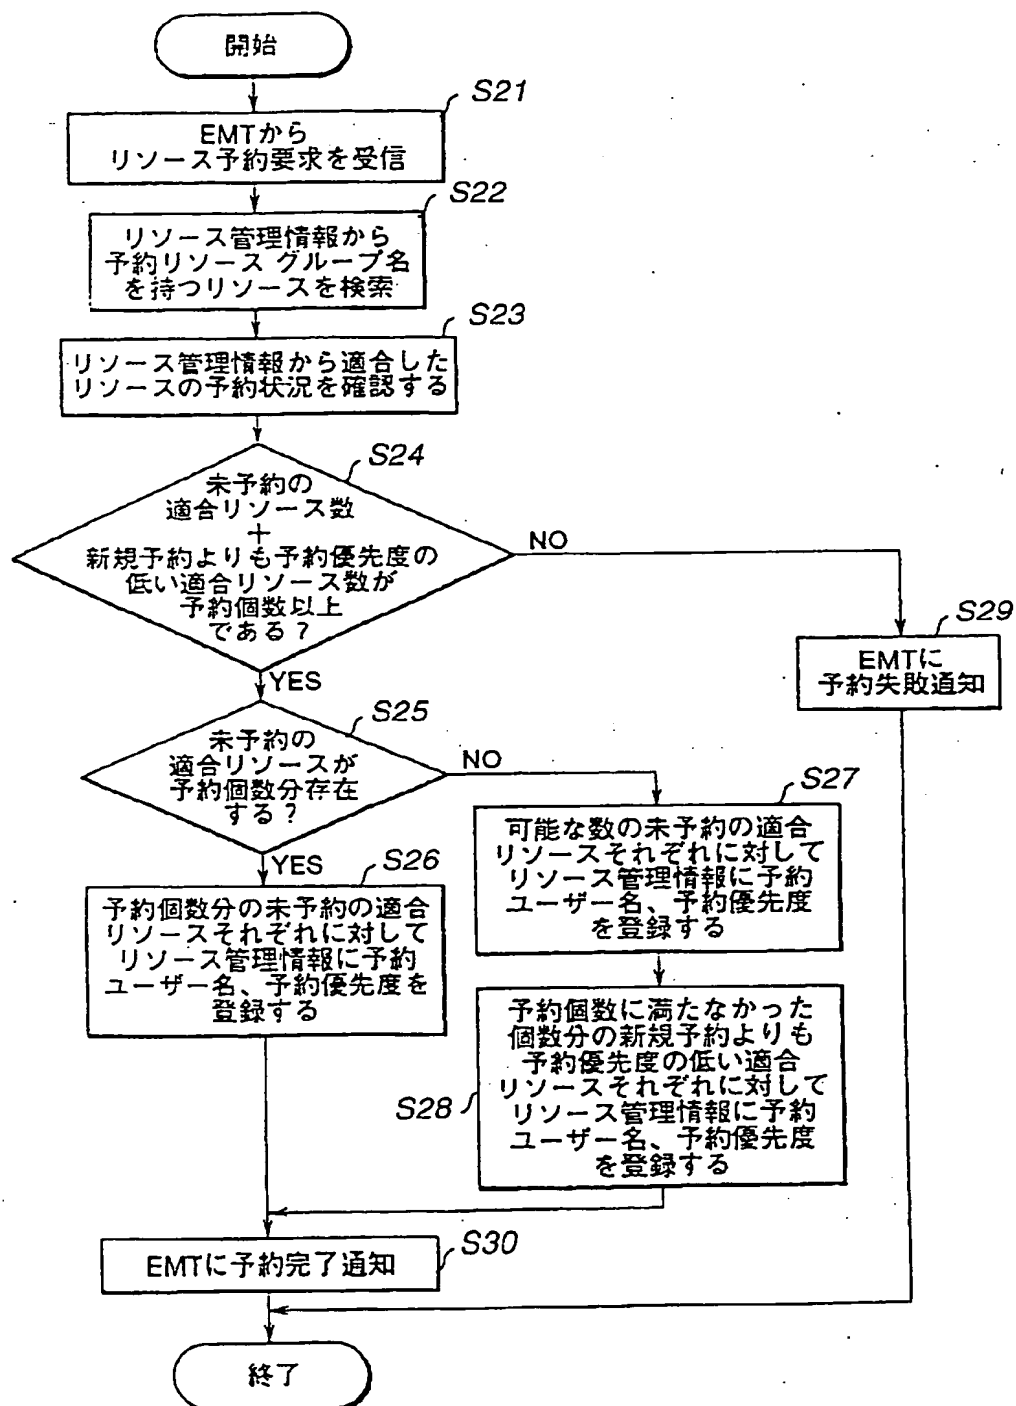 開始
S21
EMTから
リソース予約要求を受信
S22
リソース管理情報から
予約リソース グループ名
を持つリソースを検索
S23
リソース管理情報から適合した
リソースの予約状況を確認する
S24
未予約の
適合リソース数
+
新規予約よりも予約優先度の
低い適合リソース数が
予約個数以上
である？
NO
S29
EMTに
予約失敗通知
YES
S25
未予約の
適合リソースが
予約個数分存在
する？
NO
S27
可能な数の未予約の適合
リソースそれぞれに対して
リソース管理情報に予約
ユーザー名、予約優先度
を登録する
YES
S26
予約個数分の未予約の適合
リソースそれぞれに対して
リソース管理情報に予約
ユーザー名、予約優先度を
登録する
予約個数に満たなかった
個数分の新規予約よりも
予約優先度の低い適合
リソースそれぞれに対して
リソース管理情報に予約
ユーザー名、予約優先度
を登録する
S28
S30
EMTに予約完了通知
終了